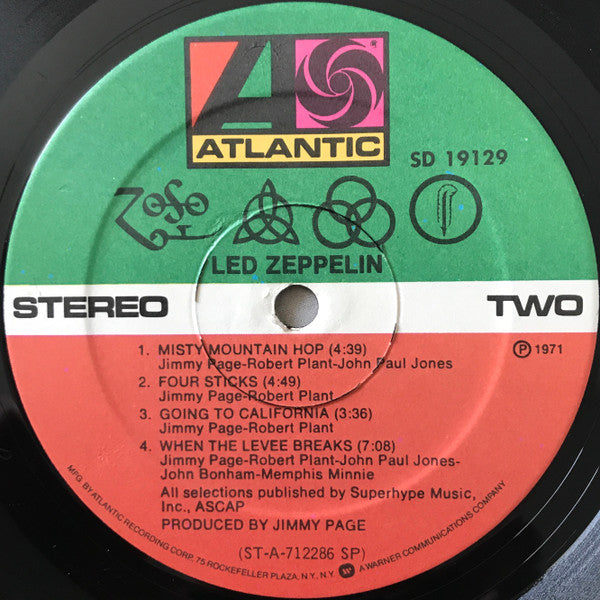 ATLANTIC
SD 19129
LED ZEPPELIN
STEREO
TWO
℗ 1971
1. MISTY MOUNTAIN HOP (4:39)
Jimmy Page-Robert Plant-John Paul Jones
2. FOUR STICKS (4:49)
Jimmy Page-Robert Plant
3. GOING TO CALIFORNIA (3:36)
Jimmy Page-Robert Plant
4. WHEN THE LEVEE BREAKS (7:08)
Jimmy Page-Robert Plant-John Paul Jones-
John Bonham-Memphis Minnie
All selections published by Superhype Music,
Inc., ASCAP
PRODUCED BY JIMMY PAGE
(ST-A-712286 SP)
MFG. BY ATLANTIC RECORDING CORP., 75 ROCKEFELLER PLAZA, N.Y., N.Y. A WARNER COMMUNICATIONS COMPANY